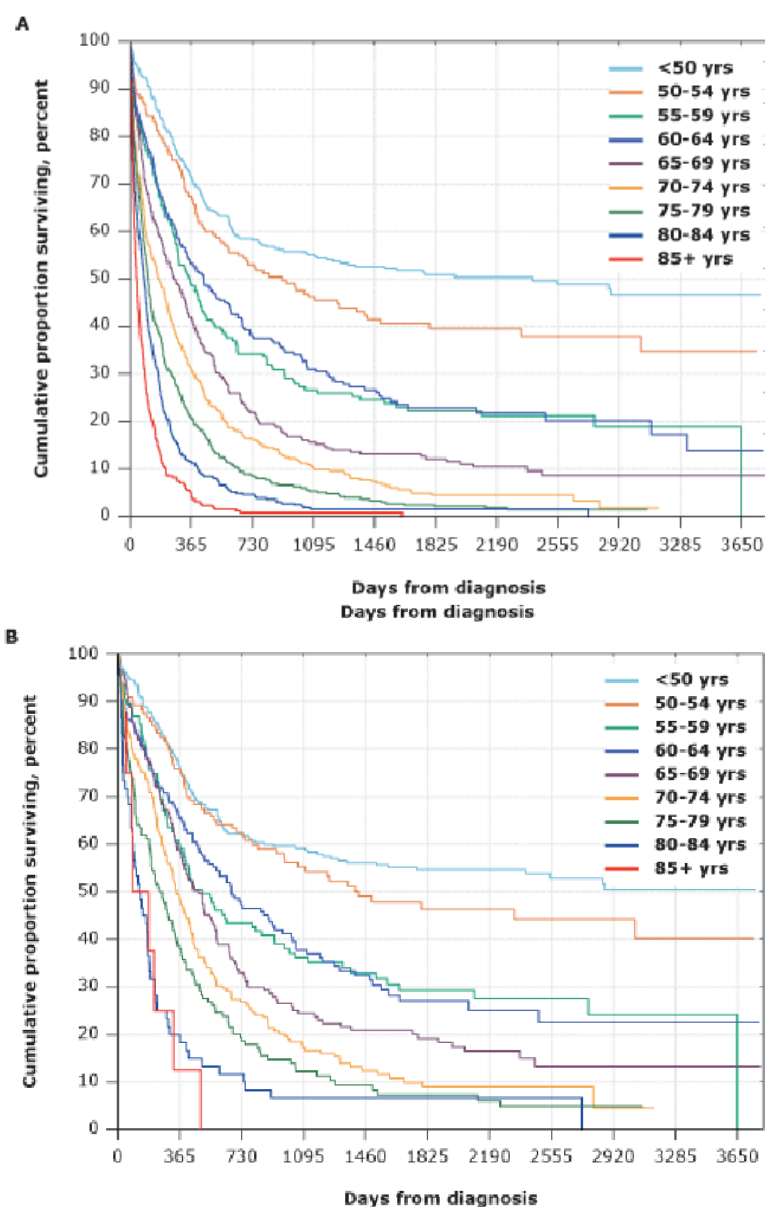 A
Cumulative proportion surviving, percent
100
90
80
70
60
50
40
30
20
10
0
<50 yrs
50-54 yrs
55-59 yrs
60-64 yrs
65-69 yrs
70-74 yrs
75-79 yrs
80-84 yrs
85+ yrs
0 365 730 1095 1460 1825 2190 2555 2920 3285 3650
Days from diagnosis
Days from diagnosis
B
Cumulative proportion surviving, percent
100
90
80
70
60
50
40
30
20
10
0
<50 yrs
50-54 yrs
55-59 yrs
60-64 yrs
65-69 yrs
70-74 yrs
75-79 yrs
80-84 yrs
85+ yrs
0 365 730 1095 1460 1825 2190 2555 2920 3285 3650
Days from diagnosis